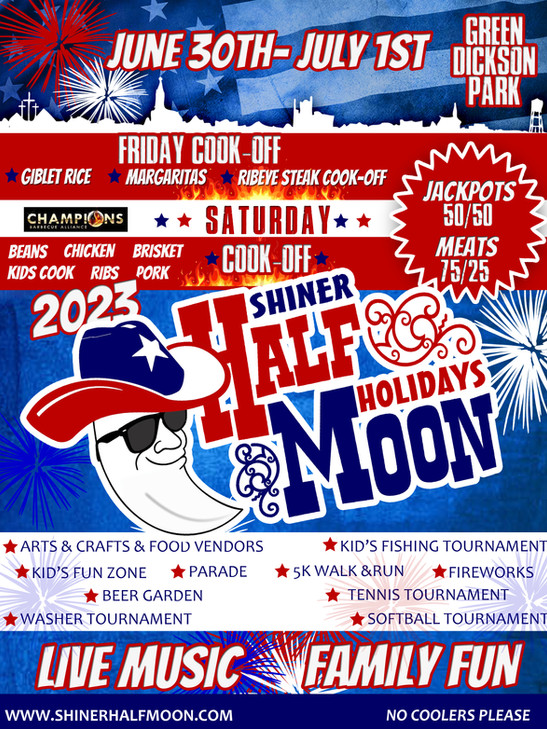 JUNE 30TH- JULY 1ST
GREEN
DICKSON
PARK
FRIDAY COOK-OFF
GIBLET RICE MARGARITAS RIBEYE STEAK COOK-OFF
CHAMPIONS
BARBECUE ALLIANCE
SATURDAY
COOK-OFF
BEANS CHICKEN BRISKET
KIDS COOK RIBS PORK
JACKPOTS
50/50
MEATS
75/25
2023
SHINER
HALF
HOLIDAYS
MOON
ARTS & CRAFTS & FOOD VENDORS KID'S FISHING TOURNAMENT
KID'S FUN ZONE PARADE 5K WALK &RUN FIREWORKS
BEER GARDEN TENNIS TOURNAMENT
WASHER TOURNAMENT SOFTBALL TOURNAMENT
LIVE MUSIC FAMILY FUN
WWW.SHINERHALFMOON.COM NO COOLERS PLEASE